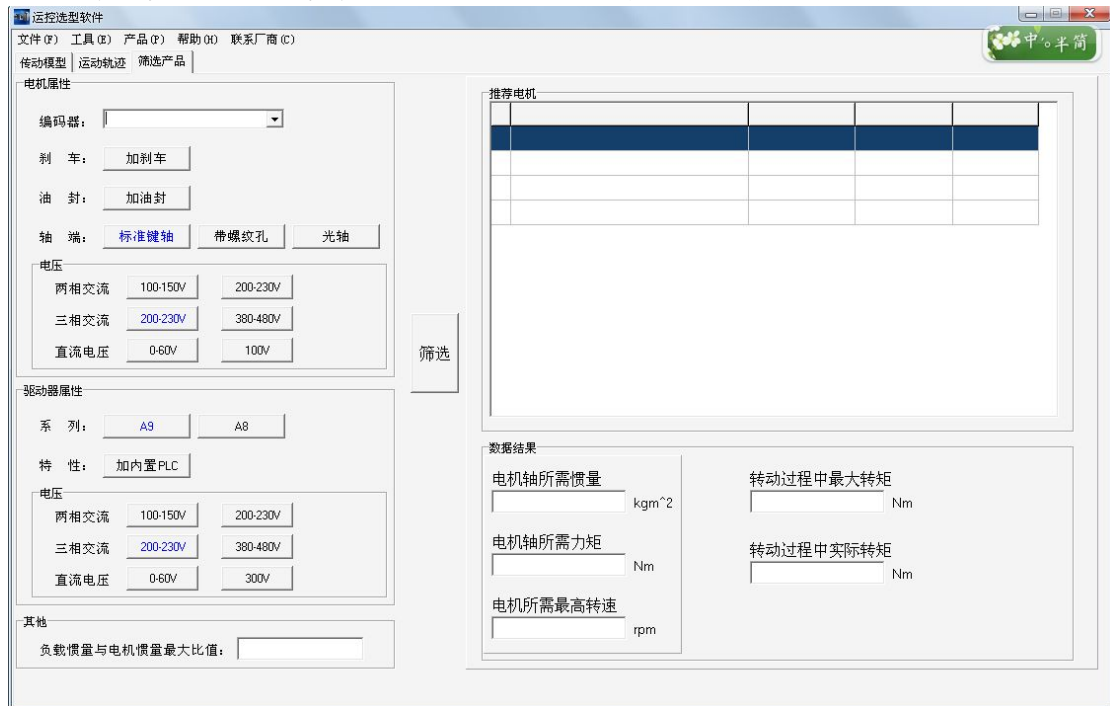 运控选型软件
文件(F) 工具(E) 产品(P) 帮助(H) 联系厂商(C)
中 半 简
传动模型 运动轨迹 筛选产品
电机属性
编码器：
刹 车： 加刹车
油 封： 加油封
轴 端： 标准键轴 带螺纹孔 光轴
电压
两相交流 100-150V 200-230V
三相交流 200-230V 380-480V
直流电压 0-60V 100V
驱动器属性
系 列： A9 A8
特 性： 加内置PLC
电压
两相交流 100-150V 200-230V
三相交流 200-230V 380-480V
直流电压 0-60V 300V
其他
负载惯量与电机惯量最大比值：
筛选
推荐电机
数据结果
电机轴所需惯量
kgm^2
电机轴所需力矩
Nm
电机所需最高转速
rpm
转动过程中最大转矩
Nm
转动过程中实际转矩
Nm